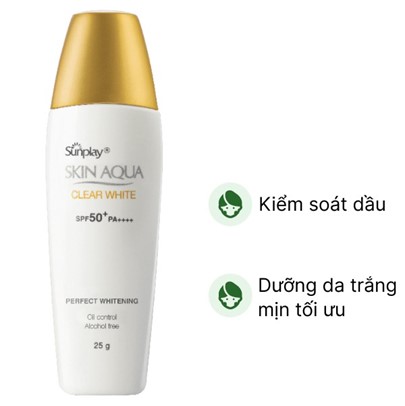 Sunplay®
SKIN AQUA
CLEAR WHITE
SPF50+ PA++++
PERFECT WHITENING
Oil control
Alcohol free
25 g
Kiểm soát dầu
Dưỡng da trắng
mịn tối ưu